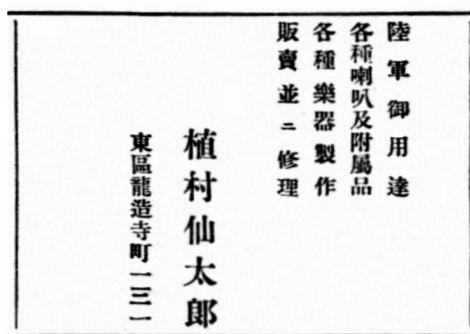 陸軍御用達
各種喇叭及附屬品
各種樂器製作
販賣並ニ修理
植村仙太郎
東區龍造寺町一三一